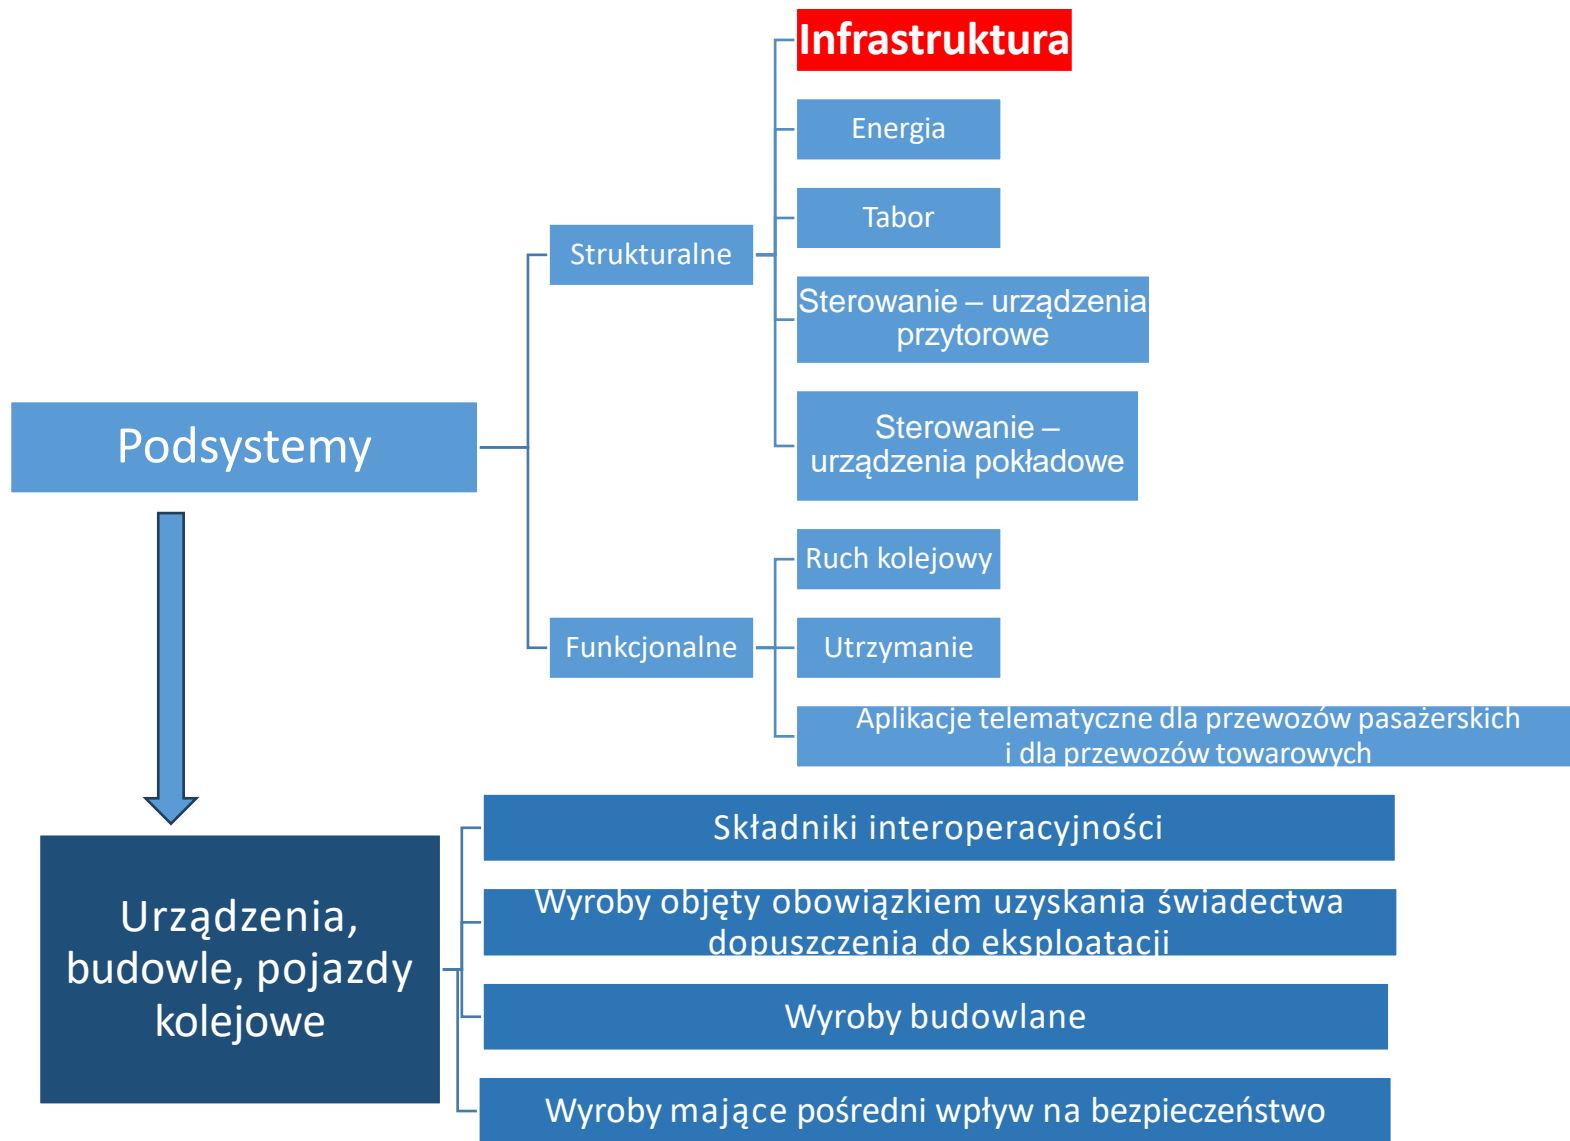 Infrastruktura
Energia
Tabor
Strukturalne
Sterowanie – urządzenia
przytorowe
Podsystemy
Sterowanie –
urządzenia pokładowe
Ruch kolejowy
Funkcjonalne
Utrzymanie
Aplikacje telematyczne dla przewozów pasażerskich
i dla przewozów towarowych
Składniki interoperacyjności
Urządzenia,
budowle, pojazdy
kolejowe
Wyroby objęty obowiązkiem uzyskania świadectwa
dopuszczenia do eksploatacji
Wyroby budowlane
Wyroby mające pośredni wpływ na bezpieczeństwo